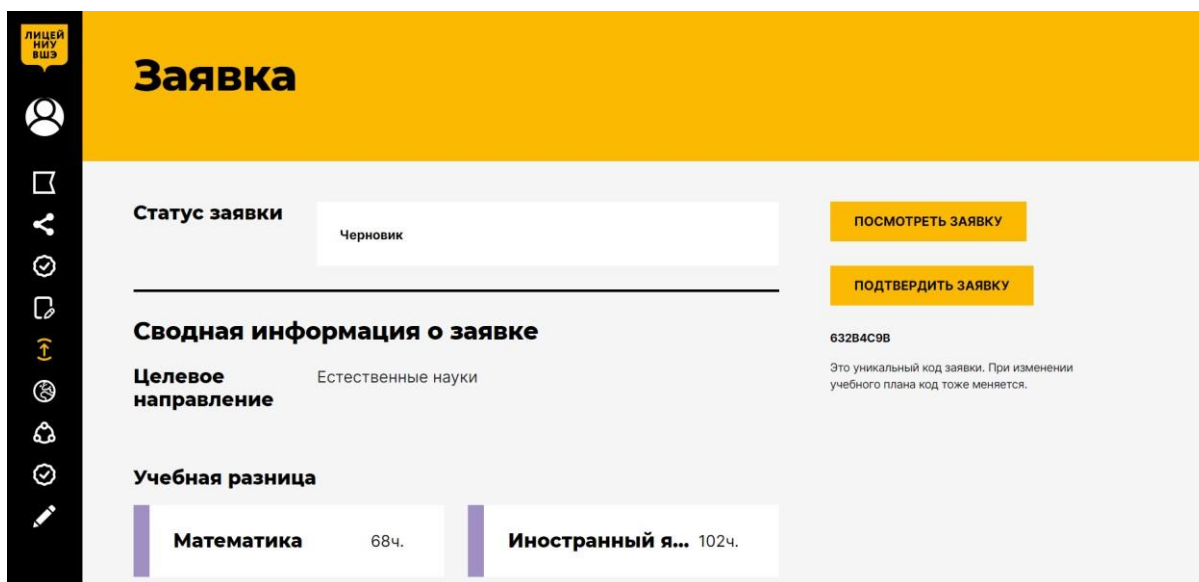 ЛИЦЕЙ
НИУ
ВШЭ
Заявка
Статус заявки
Черновик
ПОСМОТРЕТЬ ЗАЯВКУ
ПОДТВЕРДИТЬ ЗАЯВКУ
632B4C9B
Это уникальный код заявки. При изменении
учебного плана код тоже меняется.
Сводная информация о заявке
Целевое
направление
Естественные науки
Учебная разница
Математика 68ч.
Иностранный я... 102ч.